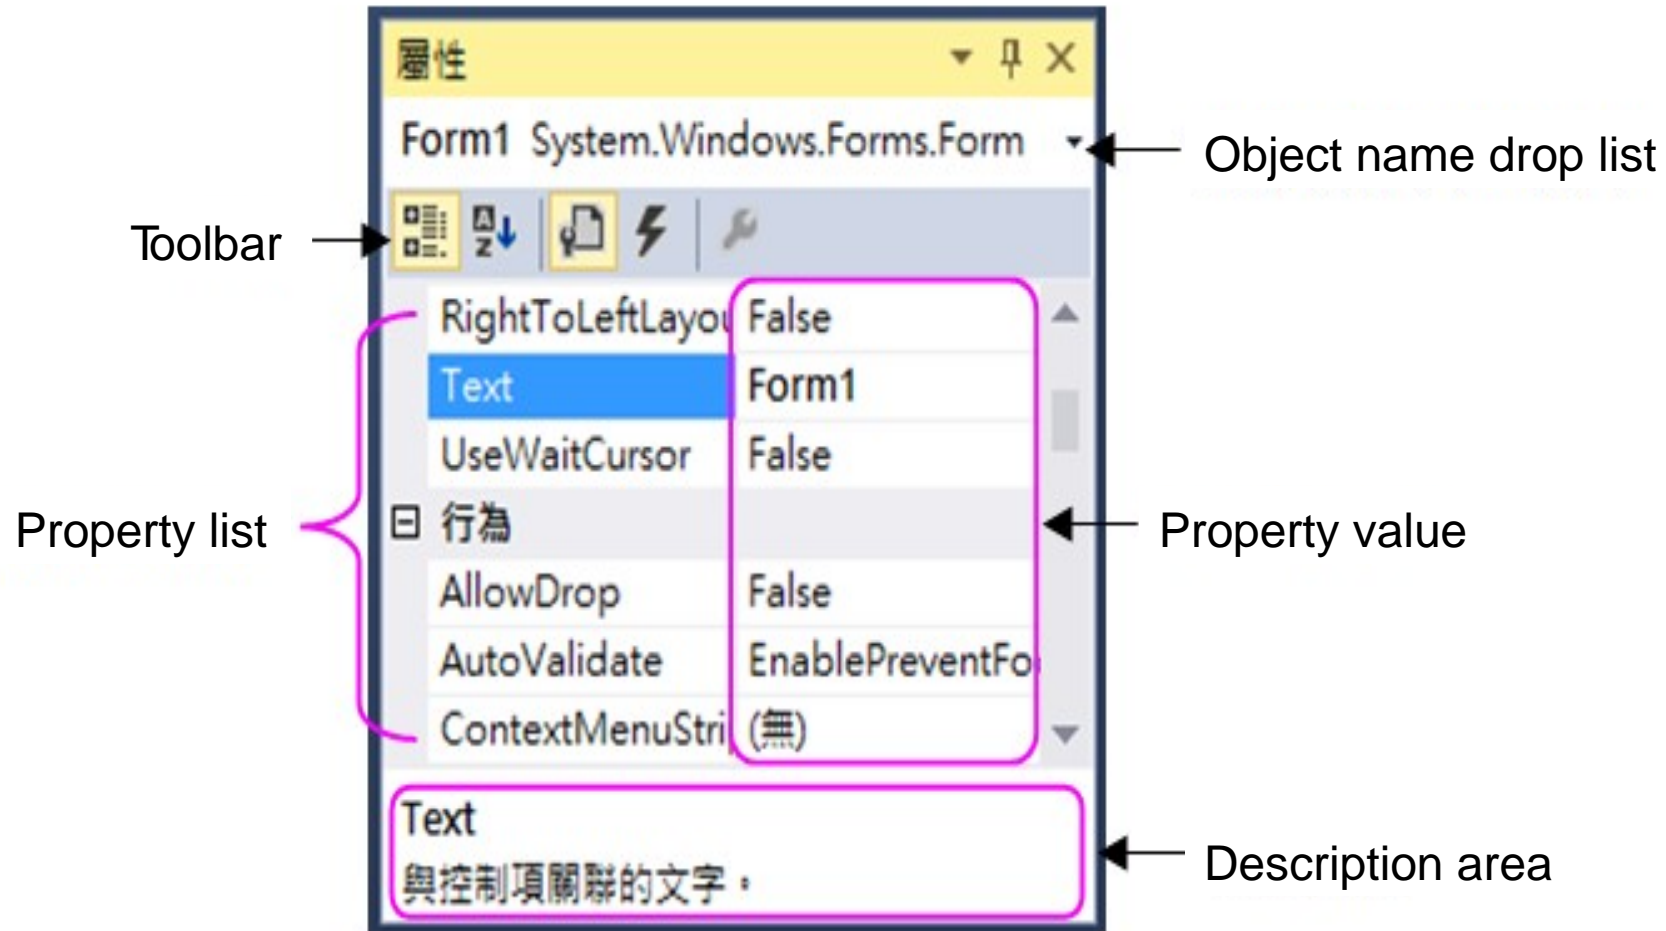 屬性
Form1 System.Windows.Forms.Form
Object name drop list
Toolbar
RightToLeftLayou False
Text Form1
UseWaitCursor False
Property list
行為
Property value
AllowDrop False
AutoValidate EnablePreventFo
ContextMenuStri (無)
Text
與控制項關聯的文字。
Description area